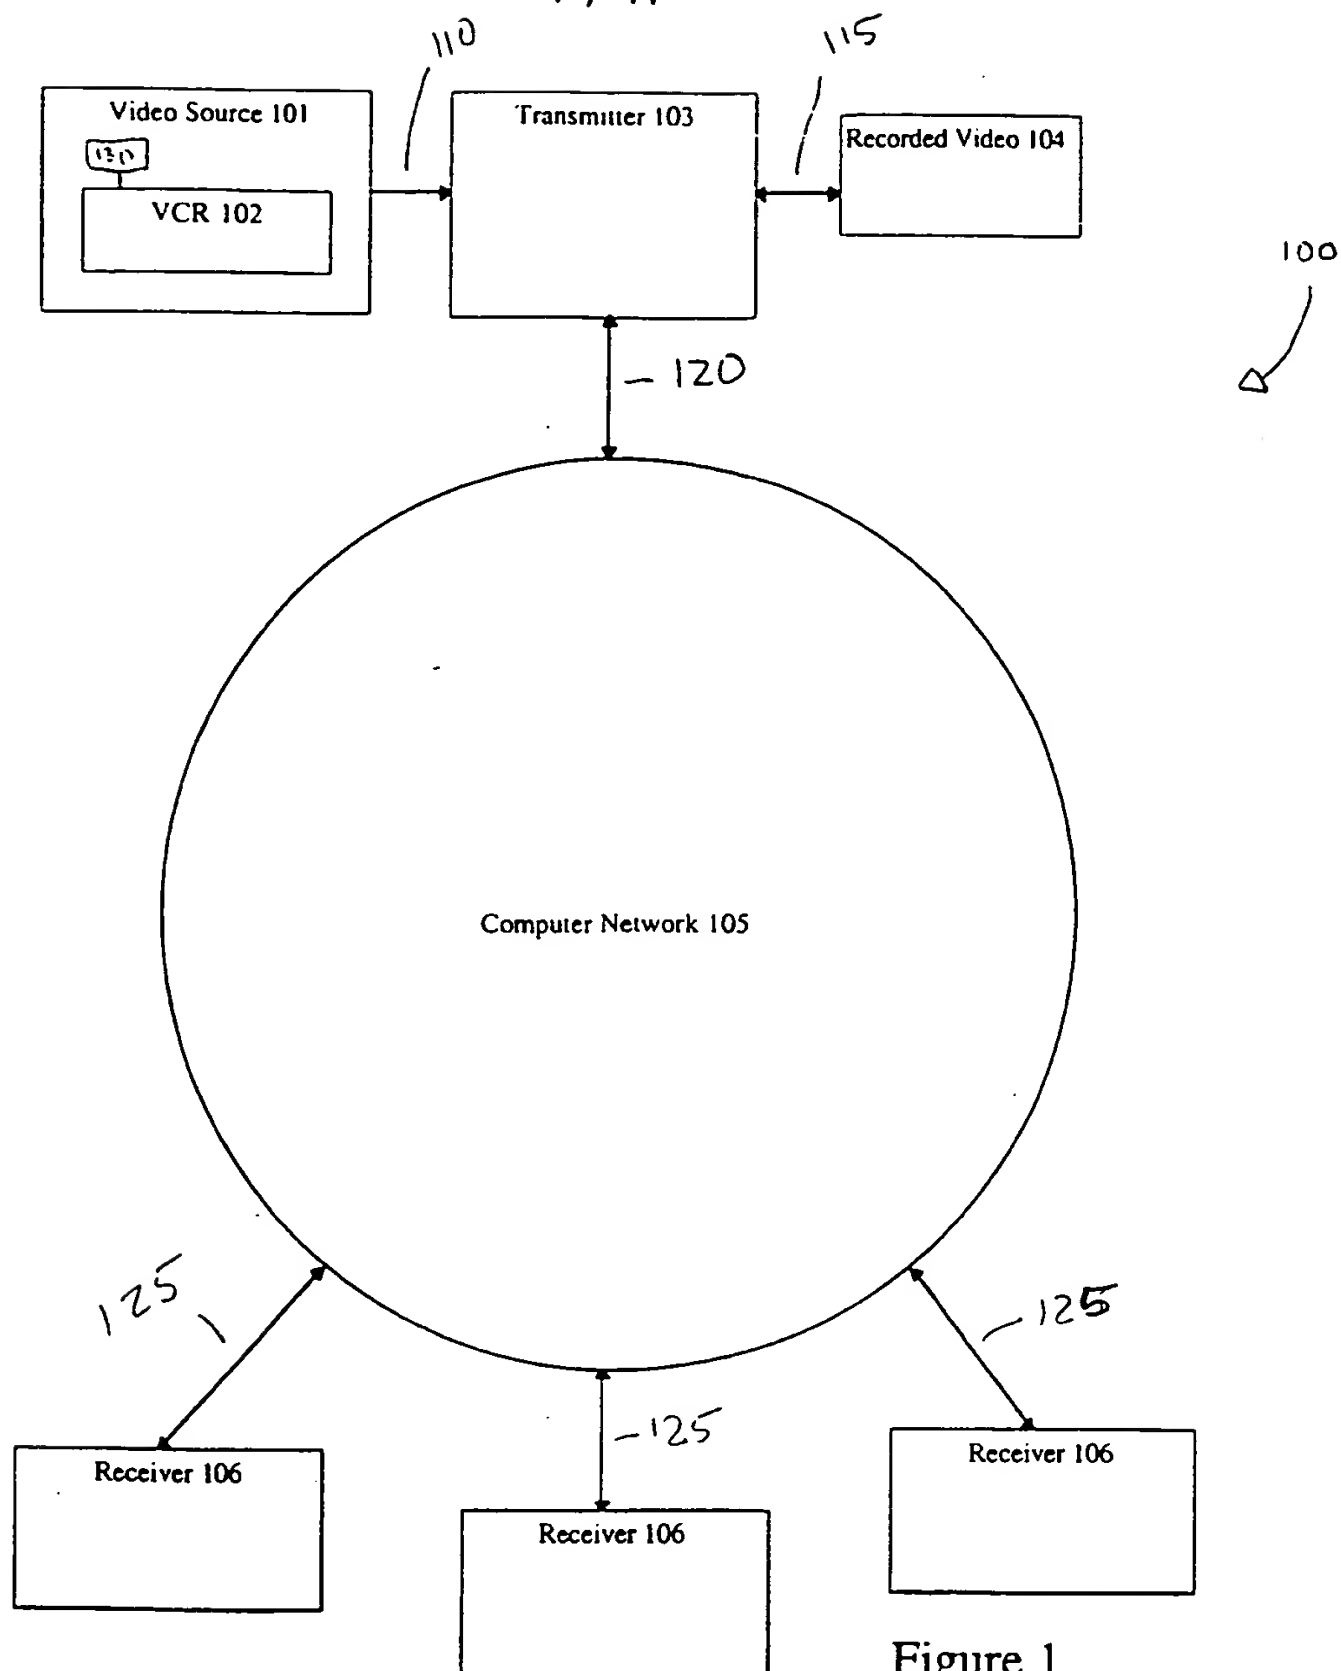 110
115
Video Source 101
Transmitter 103
Recorded Video 104
130
VCR 102
100
120
Computer Network 105
125
125
125
Receiver 106
Receiver 106
Receiver 106
Figure 1